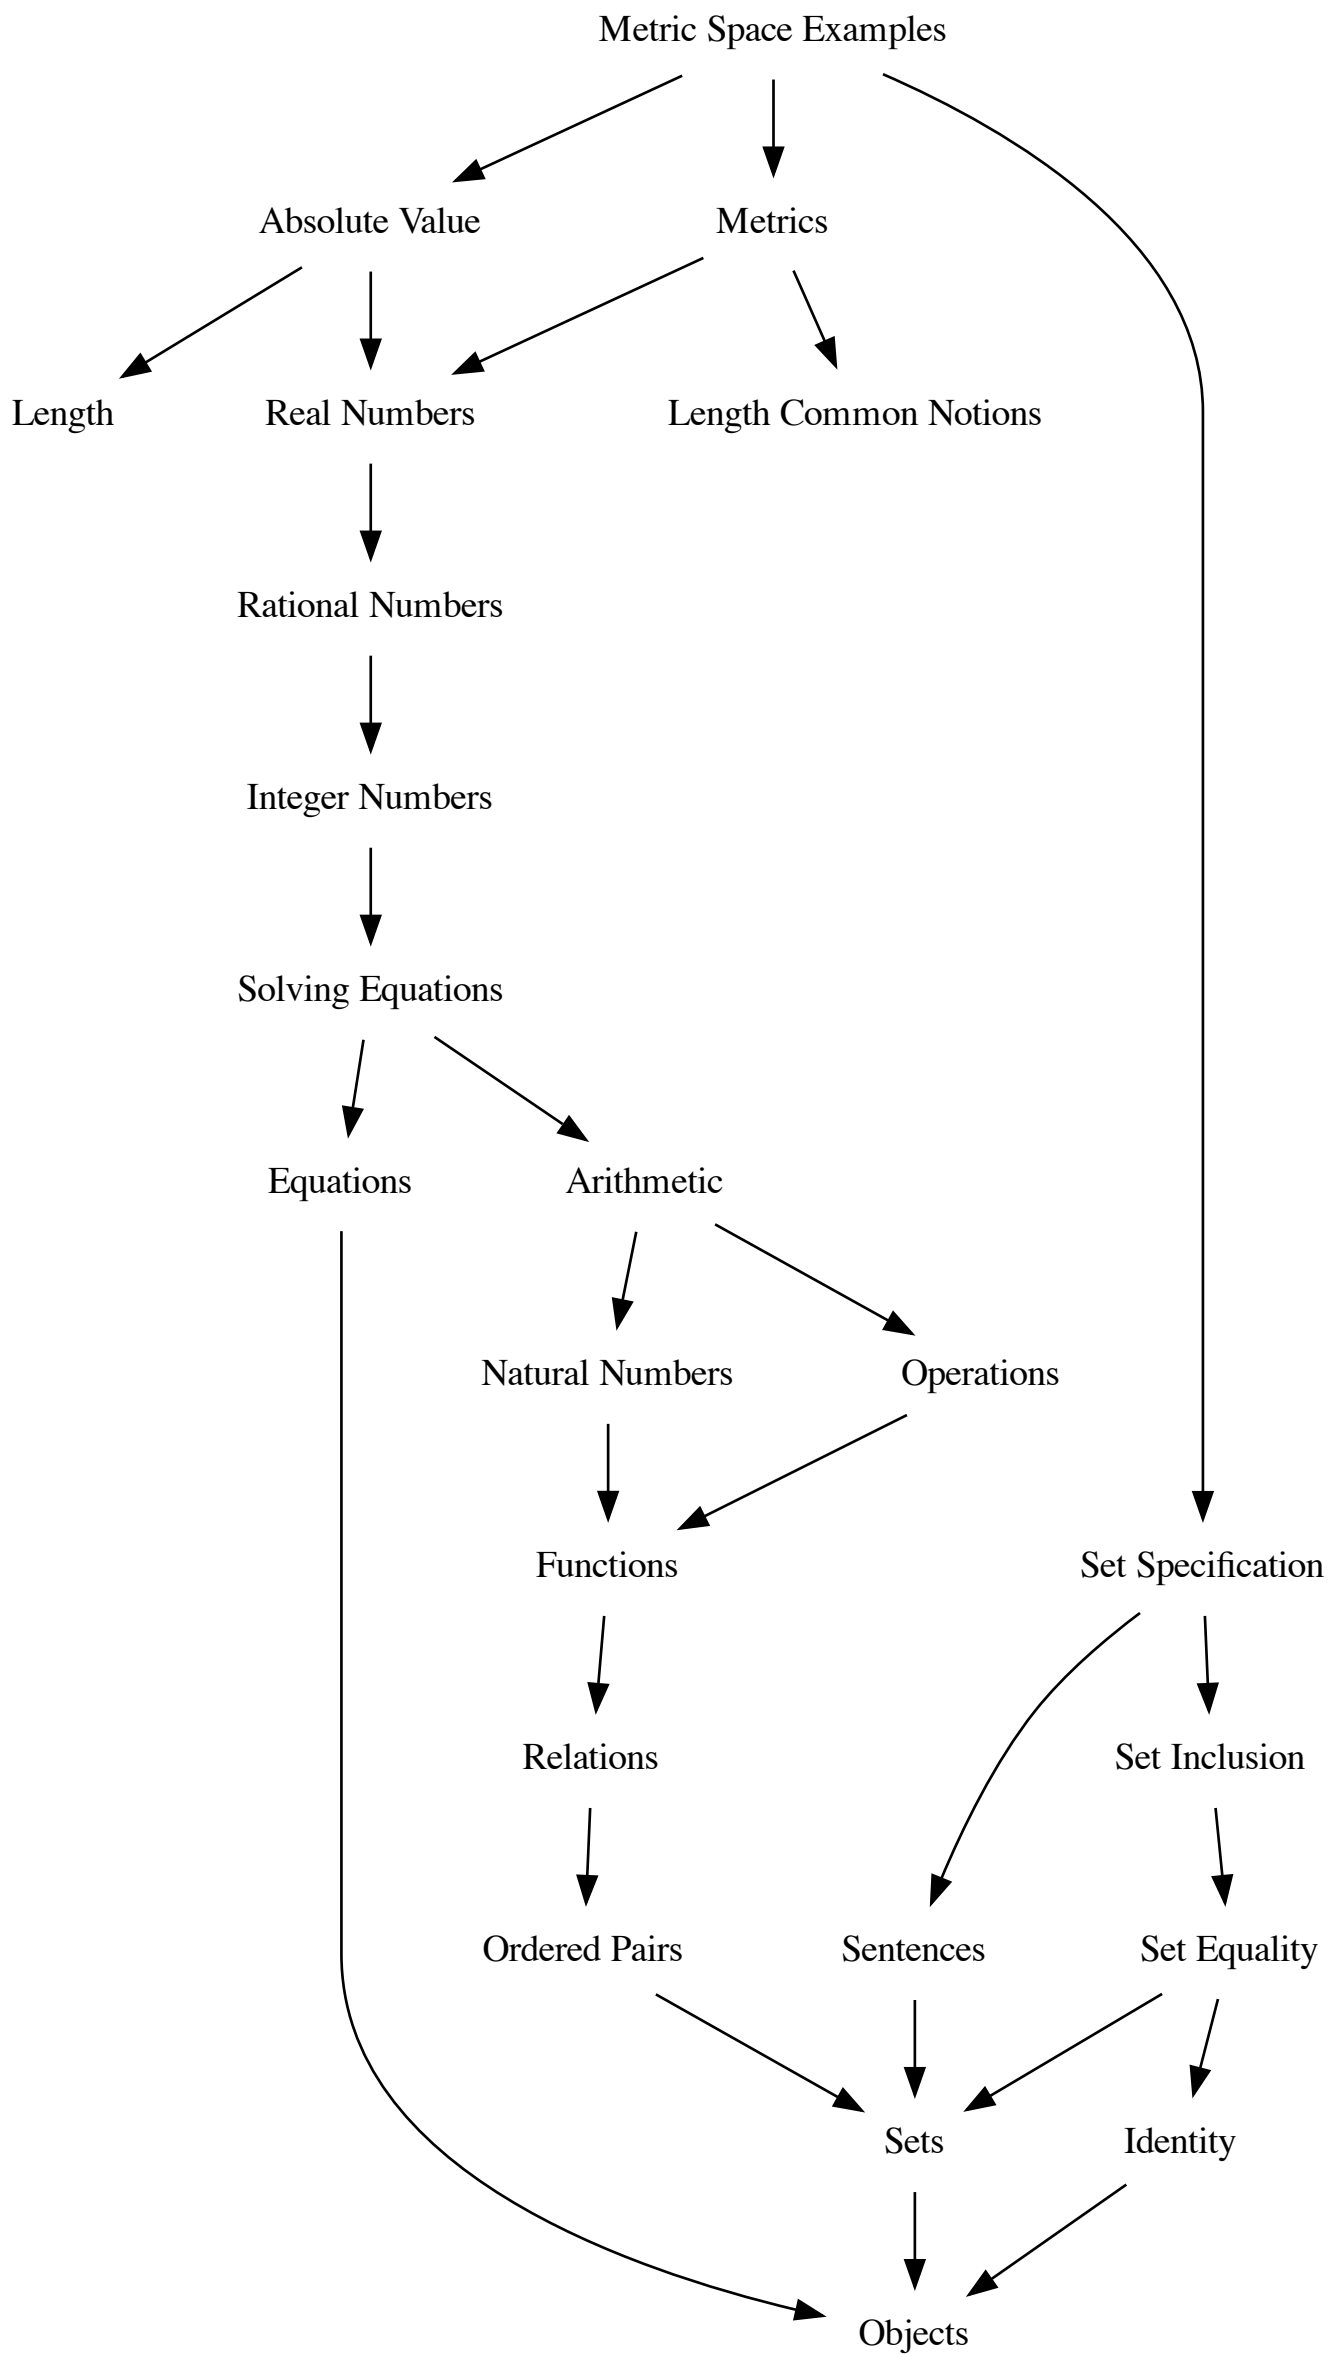 Metric Space Examples
Absolute Value
Metrics
Length
Real Numbers
Length Common Notions
Rational Numbers
Integer Numbers
Solving Equations
Equations
Arithmetic
Natural Numbers
Operations
Functions
Set Specification
Relations
Set Inclusion
Ordered Pairs
Sentences
Set Equality
Sets
Identity
Objects